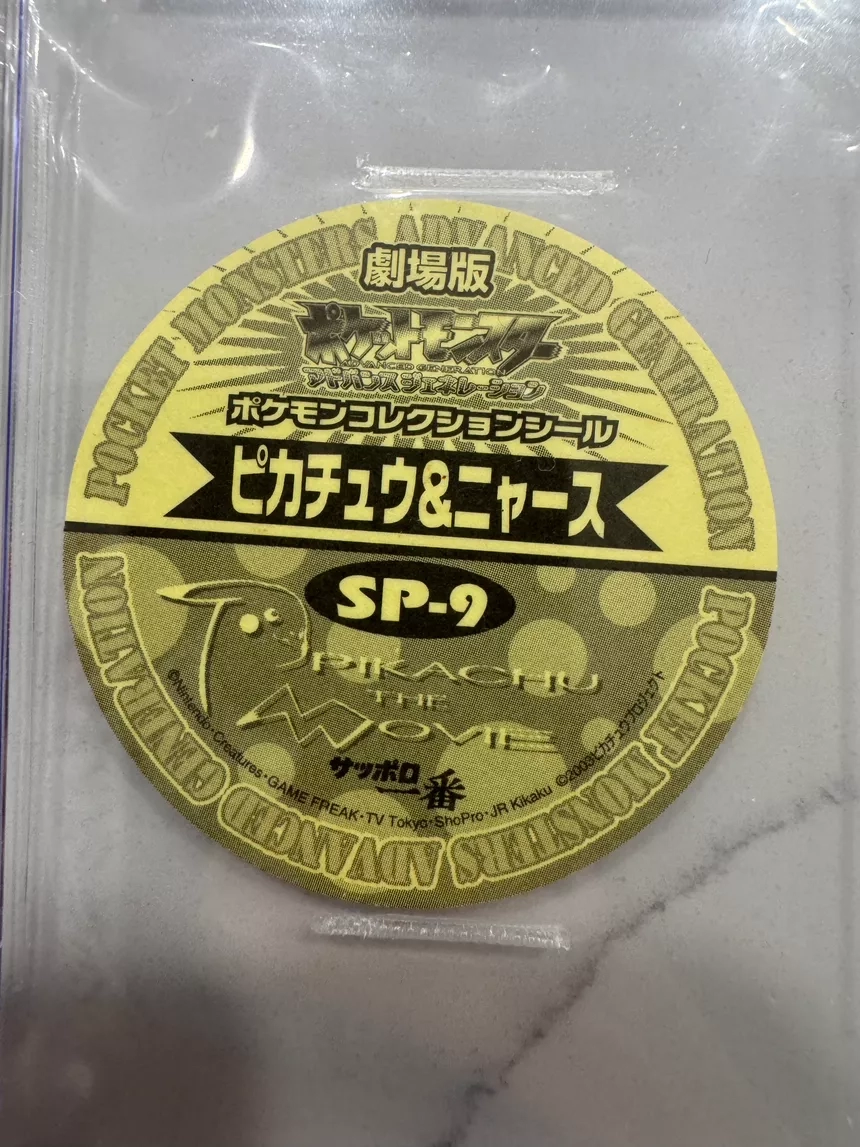 POCKET MONSTERS ADVANCED GENERATION
劇場版
ポケットモンスター
ADVANCED GENERATION
アドバンスジェネレーション
ポケモンコレクションシール
ピカチュウ&ニャース
SP-9
PIKACHU
THE
MOVIE
サッポロ
一番
©Nintendo・Creatures・GAME FREAK・TV Tokyo・ShoPro・JR Kikaku ©2003ピカチュウプロジェクト
POCKET MONSTERS ADVANCED GENERATION